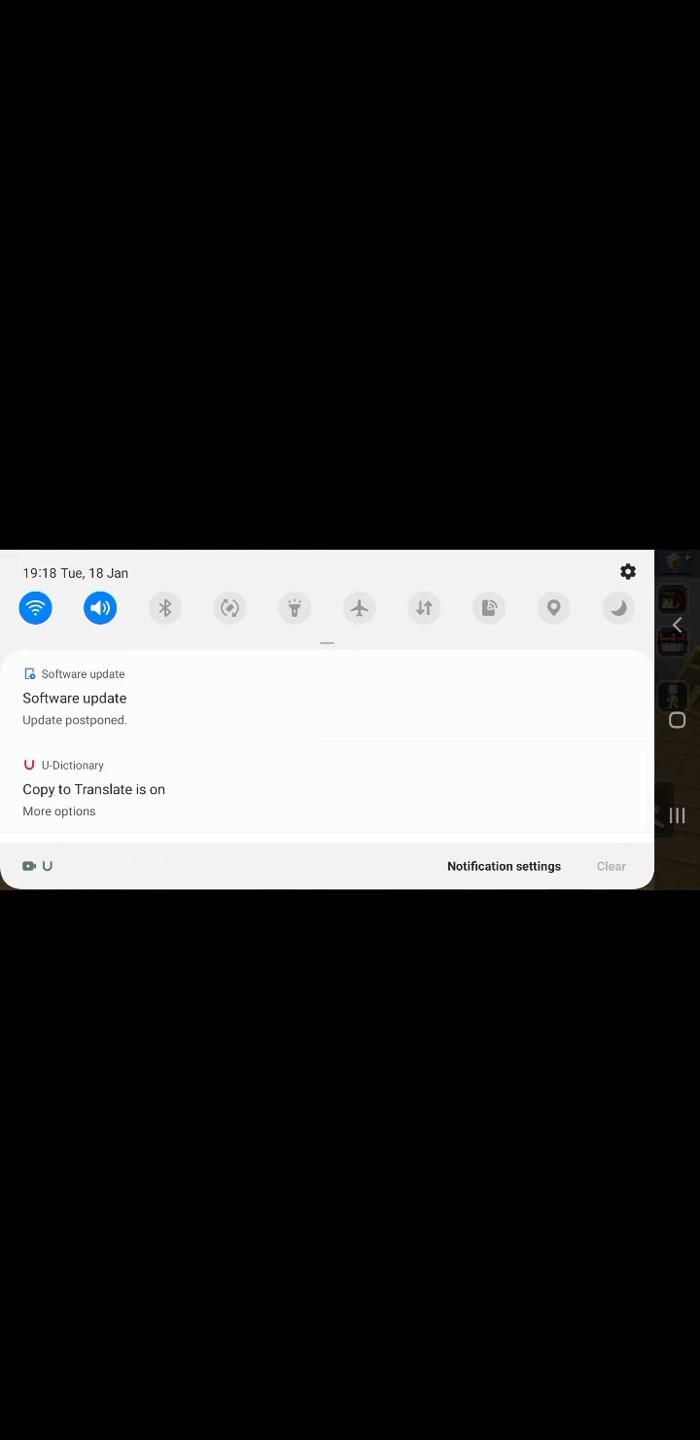 19:18 Tue, 18 Jan
Software update
Software update
Update postponed.
U-Dictionary
Copy to Translate is on
More options
Notification settings
Clear